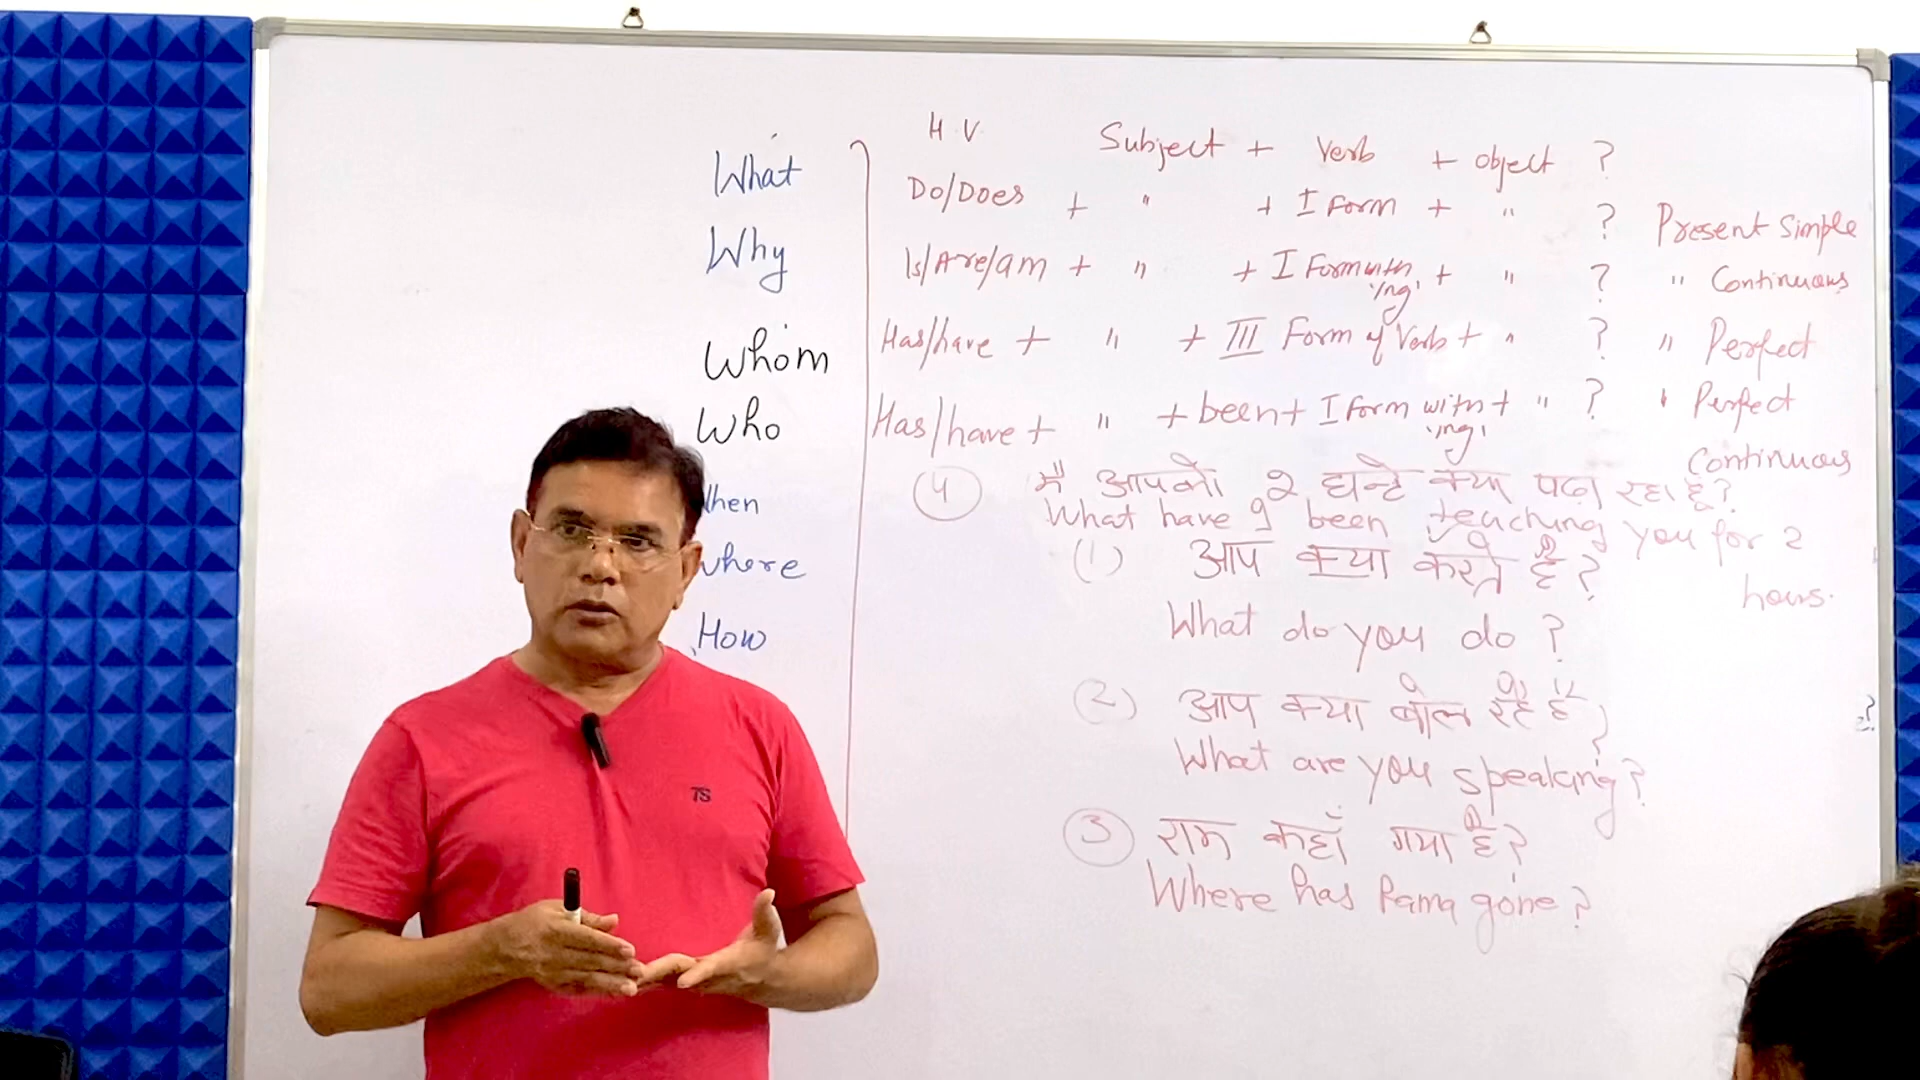 What
Why
Whom
Who
When
where
How
H.V. Subject + Verb + object ?
Do/Does + " + I Form + " ? Present Simple
Is/Are/am + " + I Form with 'ing' + " ? " Continuous
Has/have + " + III Form of Verb + " ? " Perfect
Has/have + " + been + I Form with 'ing' + " ? " Perfect Continuous
(4) मैं आपको 2 घन्टे क्या पढ़ा रहा हूँ?
What have I been teaching you for 2 hours.
(1) आप क्या करते है?
What do you do ?
(2) आप क्या बोल रहे है ?
What are you speaking?
(3) राम कहाँ गया है?
Where has Rama gone ?
?
TS